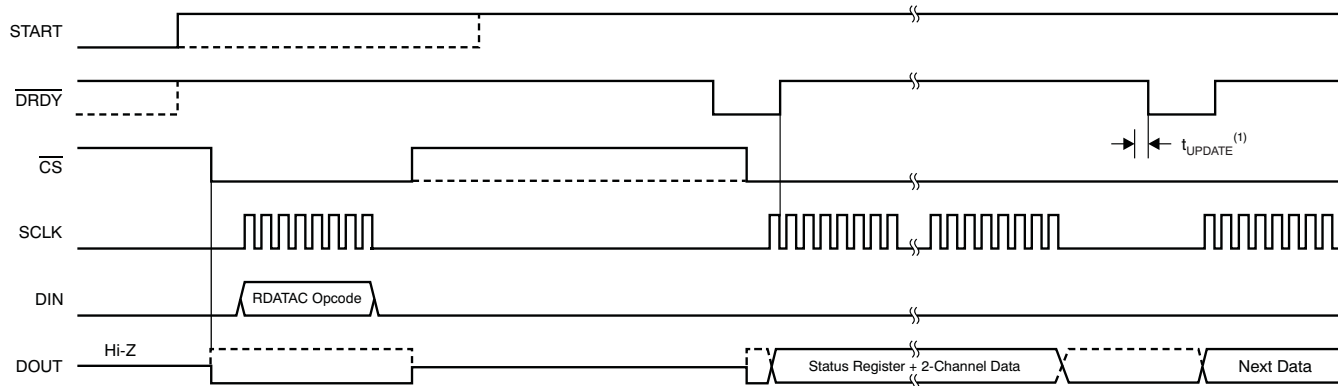 START
DRDY
t_UPDATE^(1)
CS
SCLK
DIN
RDATAC Opcode
Hi-Z
DOUT
Status Register + 2-Channel Data
Next Data